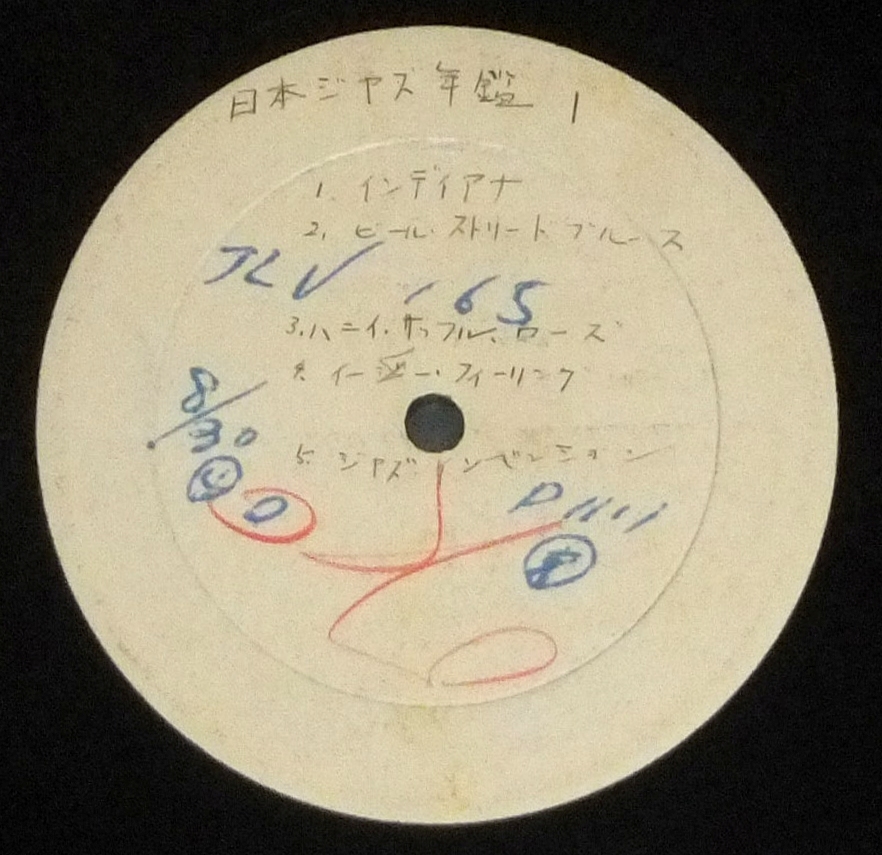 日本ジャズ年鑑 1
1. インディアナ
2. ビール・ストリート ブルース
JLV 165
3. ハニイ.サックル、ローズ
イージー・フィーリング
8/30
5. ジャズ インベンション